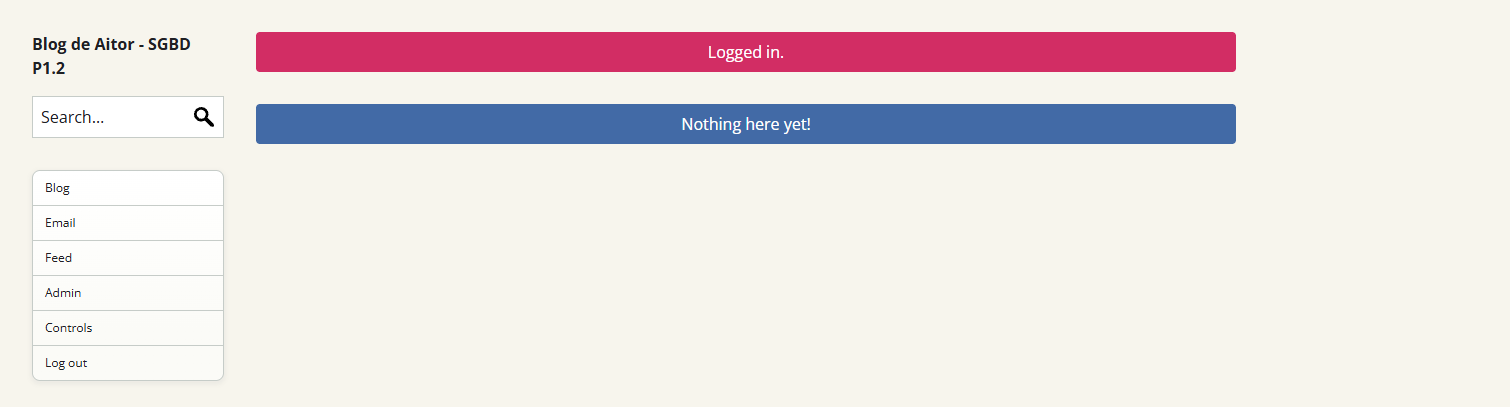 Blog de Aitor - SGBD
P1.2
Search...
Blog
Email
Feed
Admin
Controls
Log out
Logged in.
Nothing here yet!